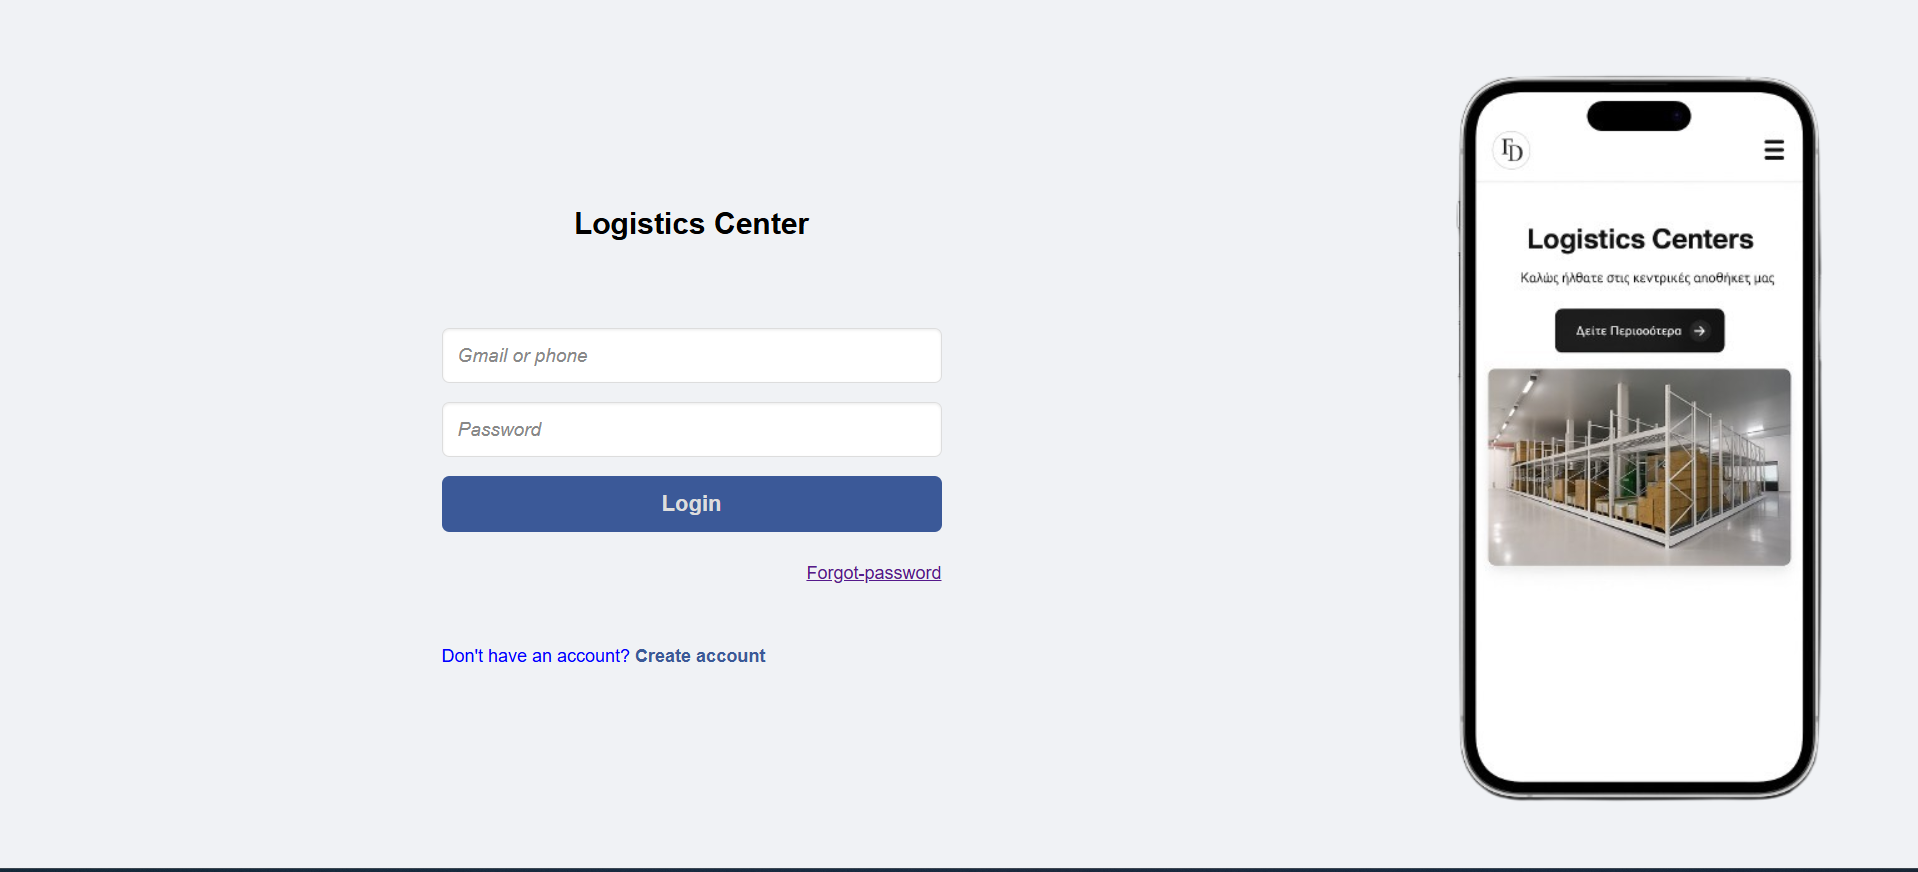 Logistics Center
Gmail or phone
Password
Login
Forgot-password
Don't have an account? Create account
FD
Logistics Centers
Καλώς ήλθατε στις κεντρικές αποθήκες μας
Δείτε Περισσότερα